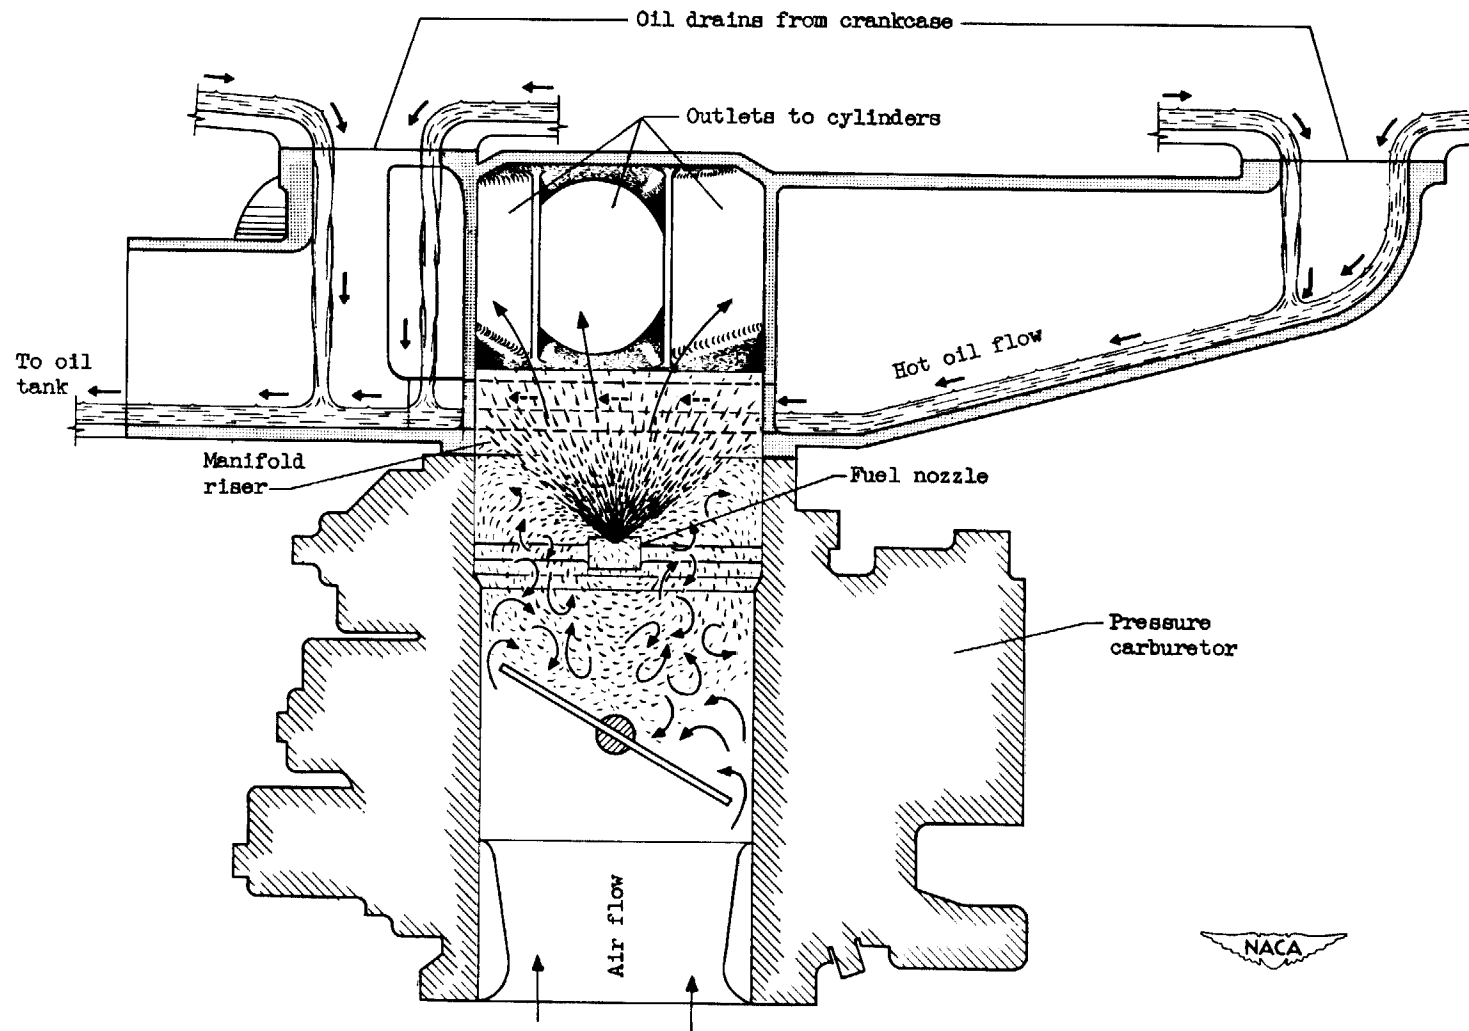 Oil drains from crankcase
Outlets to cylinders
Hot oil flow
To oil
tank
Manifold
riser
Fuel nozzle
Pressure
carburetor
Air flow
NACA